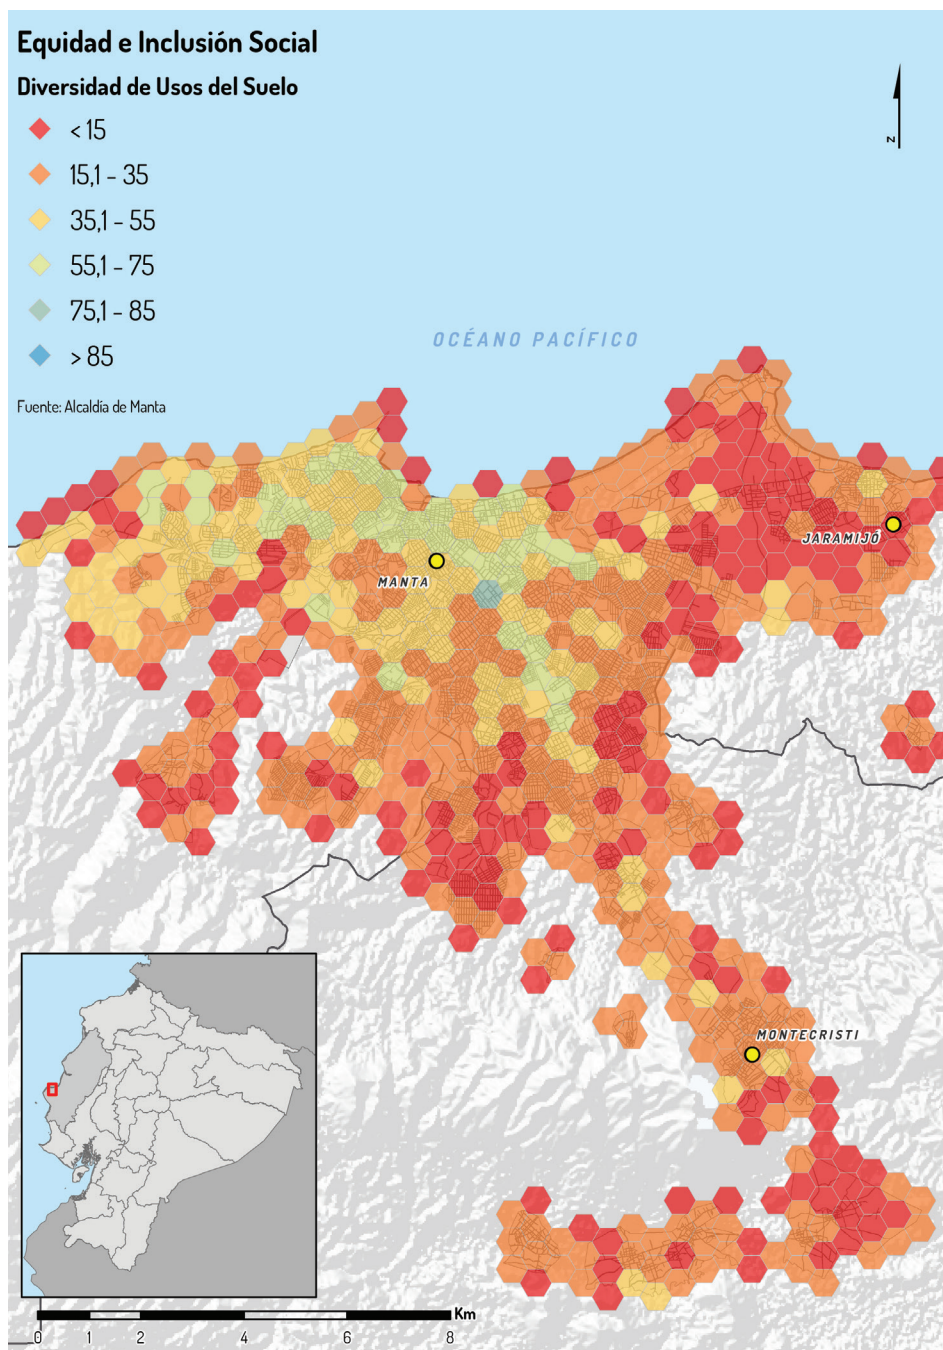 Equidad e Inclusión Social
Diversidad de Usos del Suelo
< 15
15,1 - 35
35,1 - 55
55,1 - 75
75,1 - 85
> 85
Fuente: Alcaldía de Manta
N
OCÉANO PACÍFICO
JARAMIJÓ
MANTA
MONTECRISTI
Km
0 1 2 4 6 8